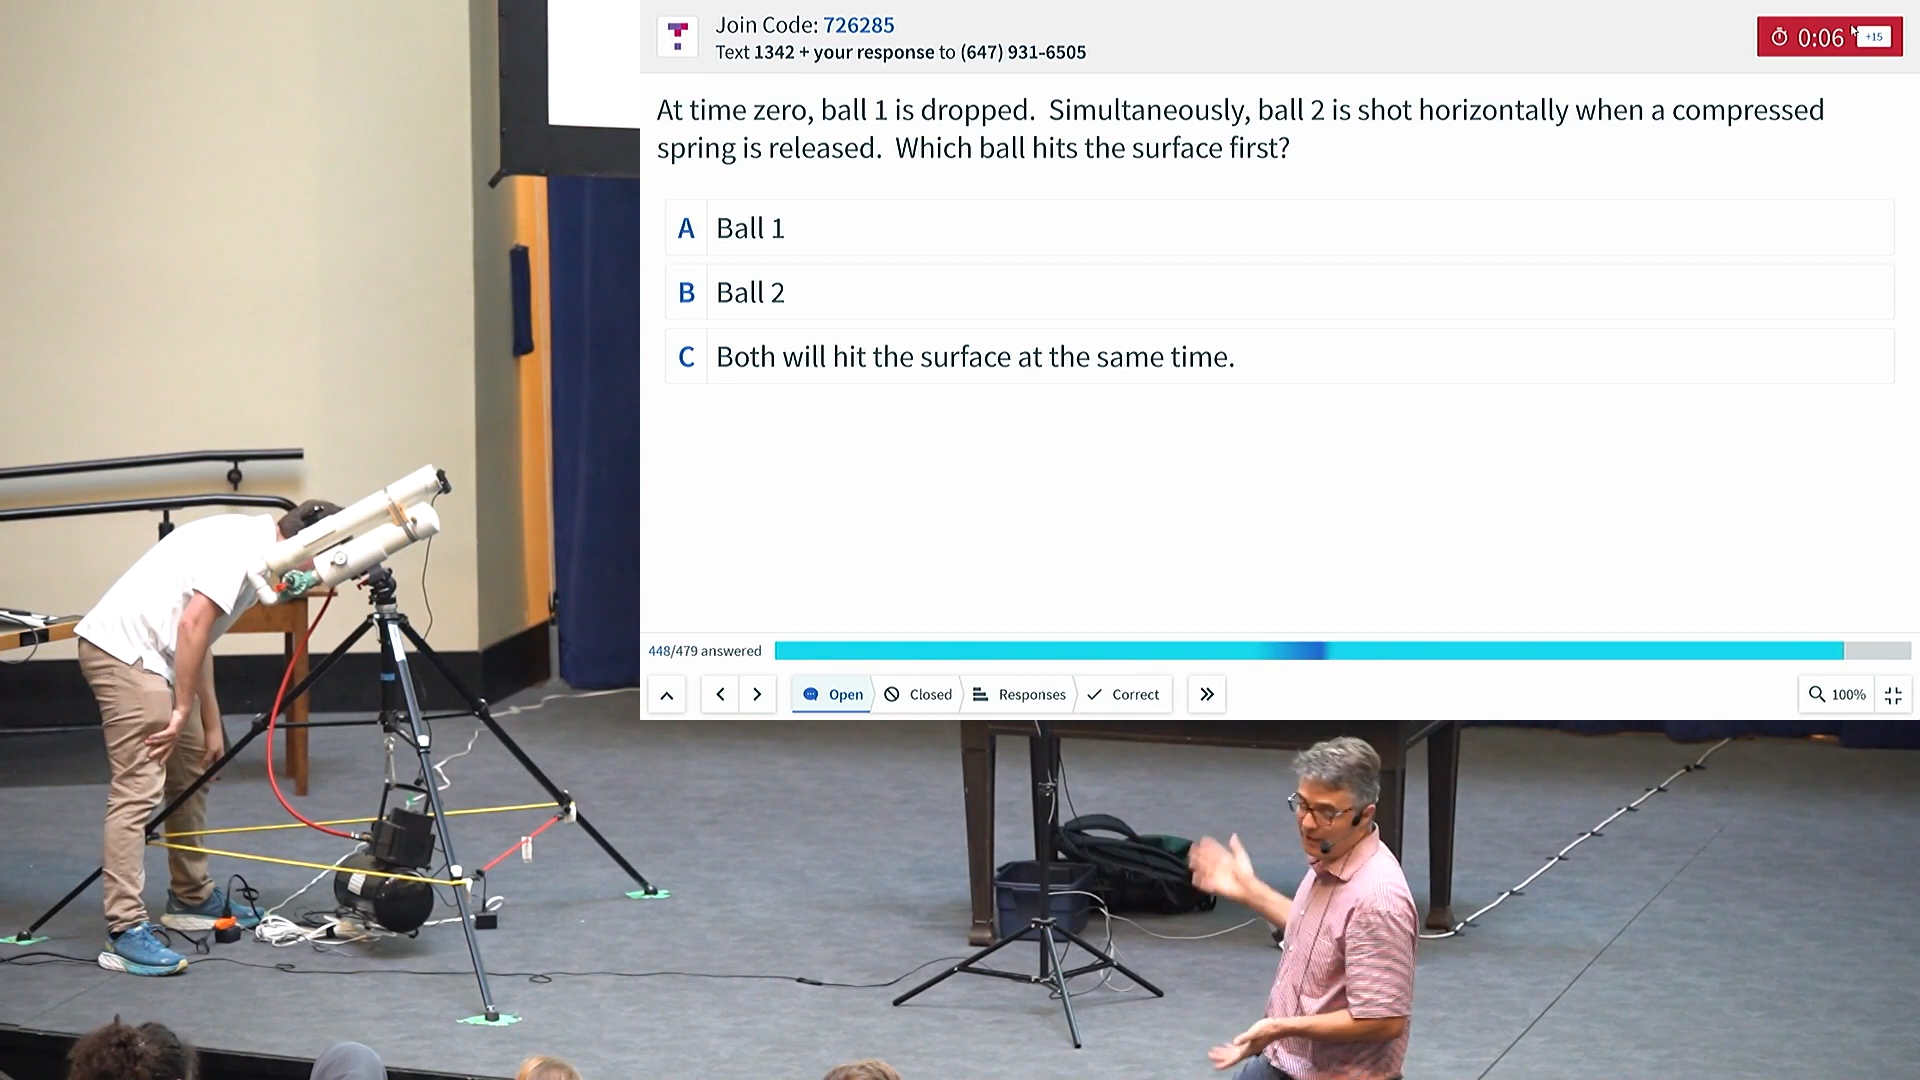 Join Code: 726285
Text 1342 + your response to (647) 931-6505
0:06 +15
At time zero, ball 1 is dropped. Simultaneously, ball 2 is shot horizontally when a compressed
spring is released. Which ball hits the surface first?
A Ball 1
B Ball 2
C Both will hit the surface at the same time.
448/479 answered
Open Closed Responses Correct
100%